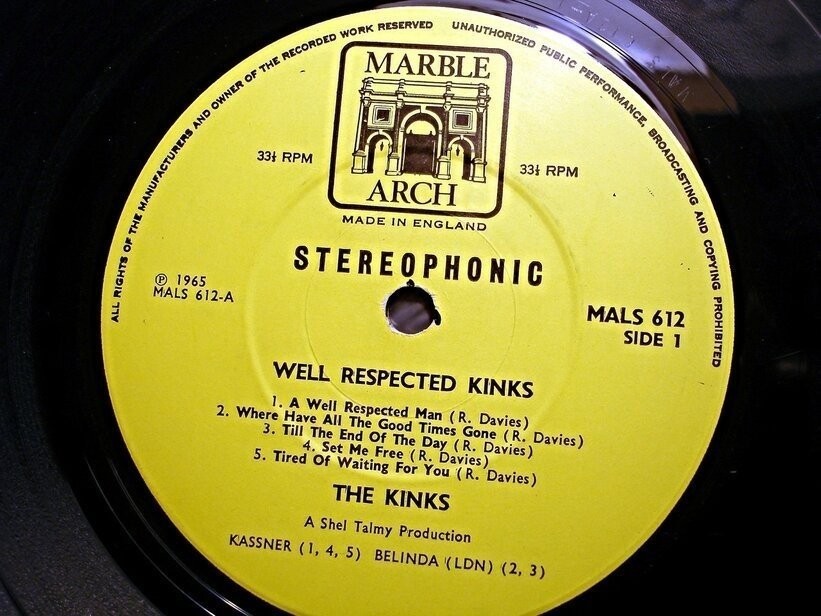 ALL RIGHTS OF THE MANUFACTURERS AND OWNER OF THE RECORDED WORK RESERVED
UNAUTHORIZED PUBLIC PERFORMANCE, BROADCASTING AND COPYING PROHIBITED
MARBLE
ARCH
33⅓ RPM
33⅓ RPM
MADE IN ENGLAND
STEREOPHONIC
℗ 1965
MALS 612-A
MALS 612
SIDE 1
WELL RESPECTED KINKS
1. A Well Respected Man (R. Davies)
2. Where Have All The Good Times Gone (R. Davies)
3. Till The End Of The Day (R. Davies)
4. Set Me Free (R. Davies)
5. Tired Of Waiting For You (R. Davies)
THE KINKS
A Shel Talmy Production
KASSNER (1, 4, 5) BELINDA (LDN) (2, 3)